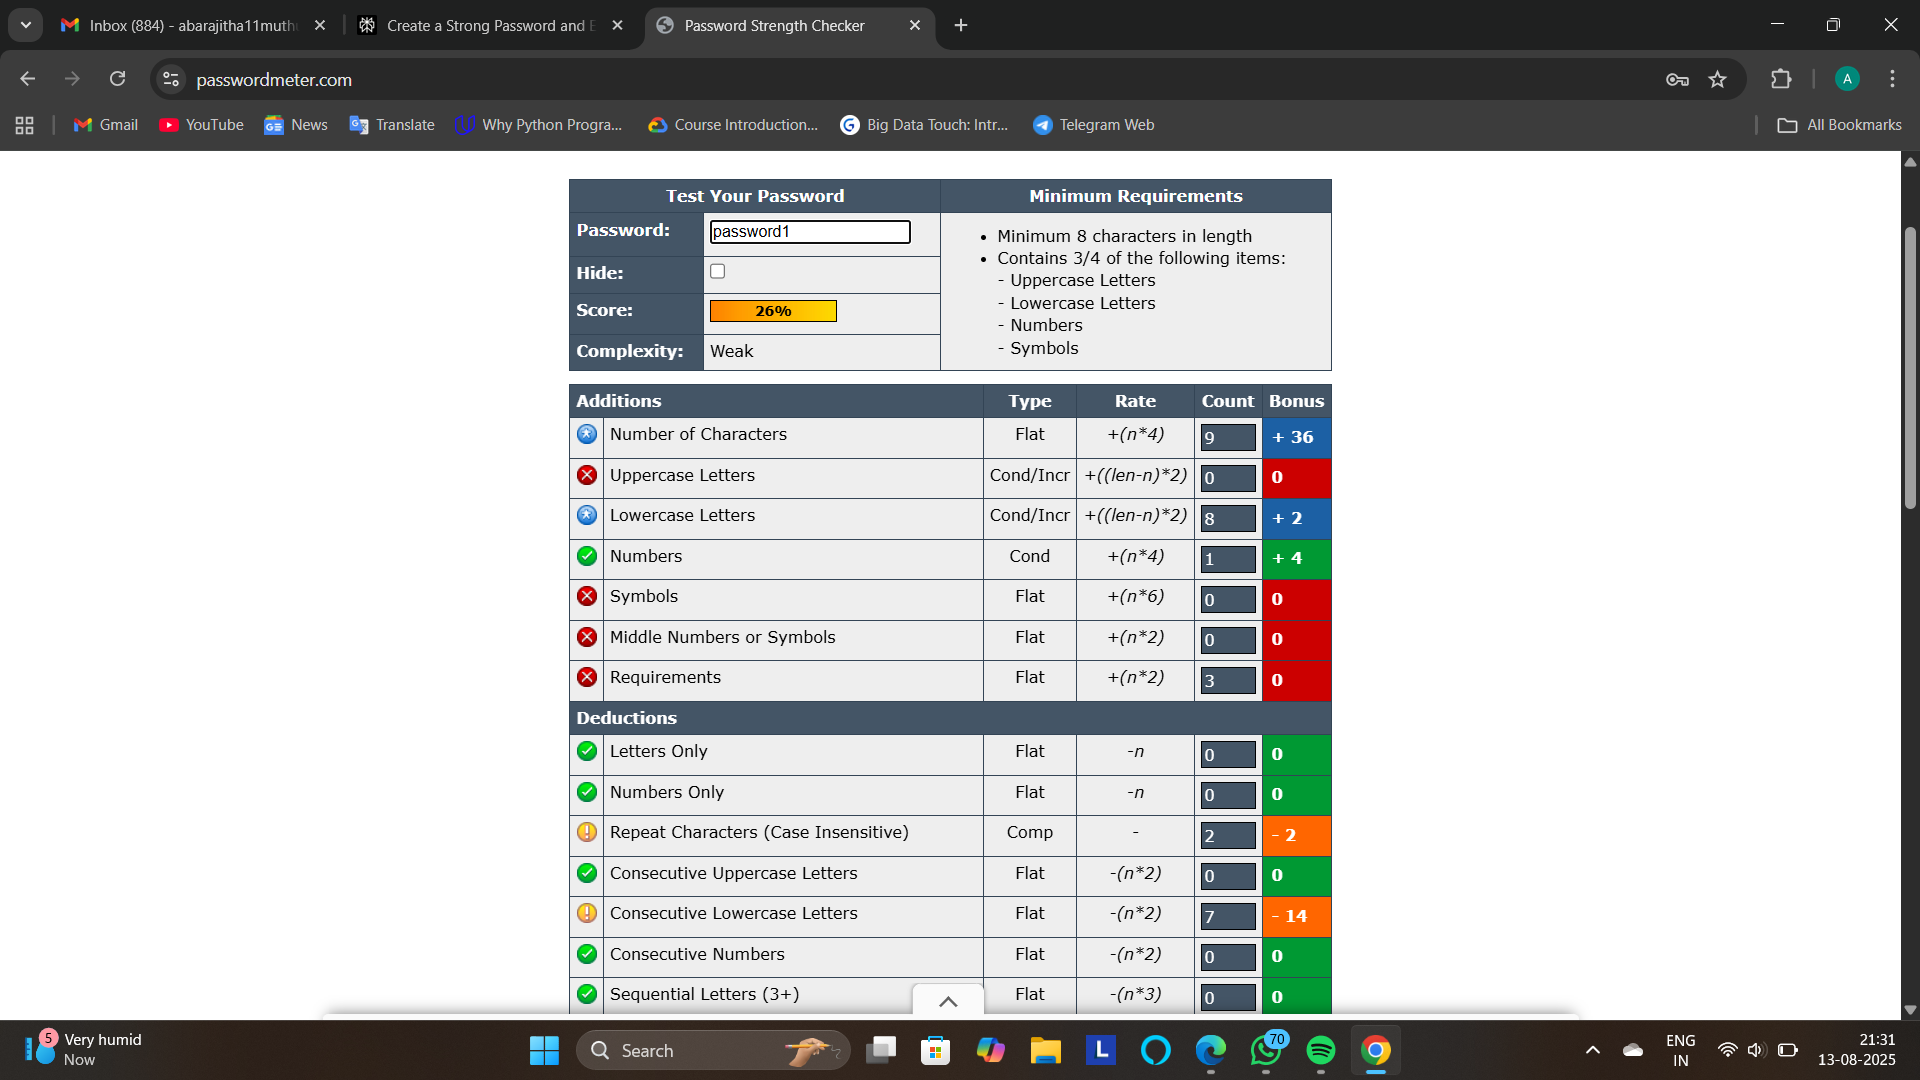 Inbox (884) - abarajitha11muth
Create a Strong Password and E
Password Strength Checker
passwordmeter.com
A
Gmail
YouTube
News
Translate
Why Python Progra...
Course Introduction...
Big Data Touch: Intr...
Telegram Web
All Bookmarks
Test Your Password
Minimum Requirements
Password:
password1
Hide:
Score:
26%
Complexity:
Weak
• Minimum 8 characters in length
• Contains 3/4 of the following items:
- Uppercase Letters
- Lowercase Letters
- Numbers
- Symbols
Additions Type Rate Count Bonus
Number of Characters Flat +(n*4) 9 + 36
Uppercase Letters Cond/Incr +((len-n)*2) 0 0
Lowercase Letters Cond/Incr +((len-n)*2) 8 + 2
Numbers Cond +(n*4) 1 + 4
Symbols Flat +(n*6) 0 0
Middle Numbers or Symbols Flat +(n*2) 0 0
Requirements Flat +(n*2) 3 0
Deductions
Letters Only Flat -n 0 0
Numbers Only Flat -n 0 0
Repeat Characters (Case Insensitive) Comp - 2 - 2
Consecutive Uppercase Letters Flat -(n*2) 0 0
Consecutive Lowercase Letters Flat -(n*2) 7 - 14
Consecutive Numbers Flat -(n*2) 0 0
Sequential Letters (3+) Flat -(n*3) 0 0
5
Very humid
Now
Search
L
70
ENG
IN
21:31
13-08-2025